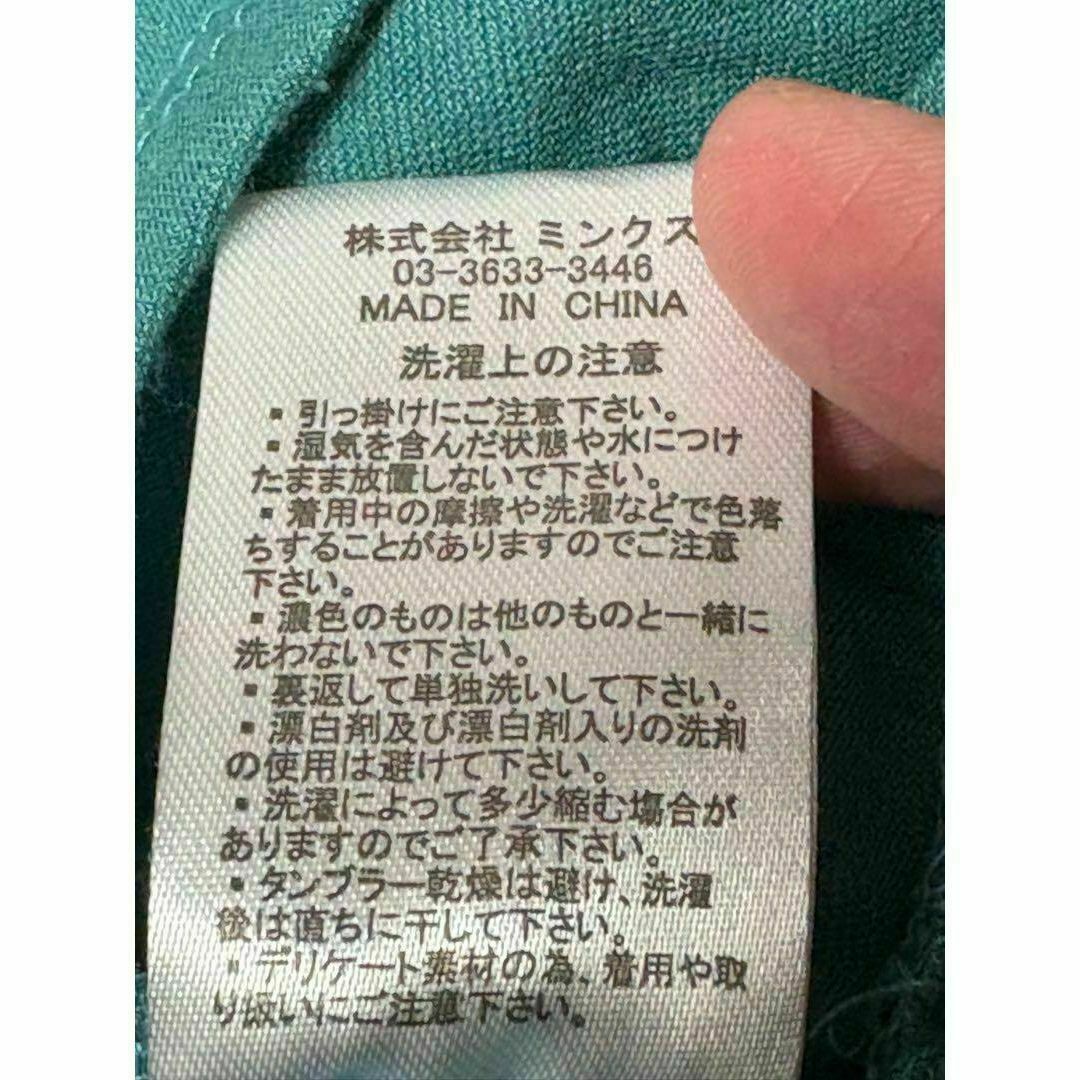 株式会社 ミンクス
03-3633-3446
MADE IN CHINA
洗濯上の注意
▪引っ掛けにご注意下さい。
▪湿気を含んだ状態や水につけ
たまま放置しないで下さい。
▪着用中の摩擦や洗濯などで色落
ちすることがありますのでご注意
下さい。
▪濃色のものは他のものと一緒に
洗わないで下さい。
▪裏返して単独洗いして下さい。
▪漂白剤及び漂白剤入りの洗剤
の使用は避けて下さい。
▪洗濯によって多少縮む場合が
ありますのでご了承下さい。
▪タンブラー乾燥は避け、洗濯
後は直ちに干して下さい。
▪デリケート素材の為、着用や取
り扱いにご注意下さい。